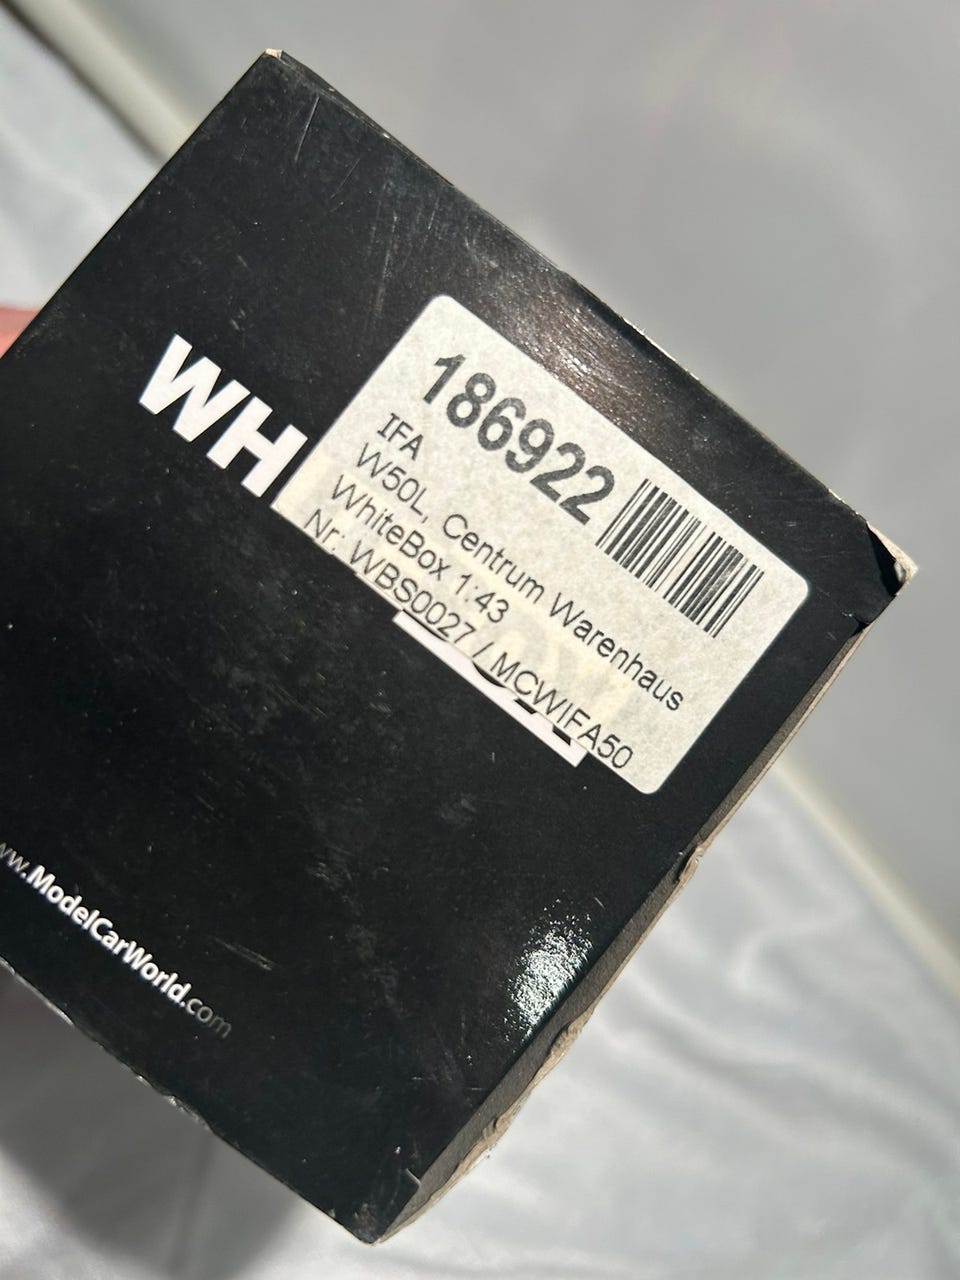 WH
186922
IFA
W50L, Centrum Warenhaus
WhiteBox 1:43
Nr: WBS0027 / MCWIFA50
www.ModelCarWorld.com